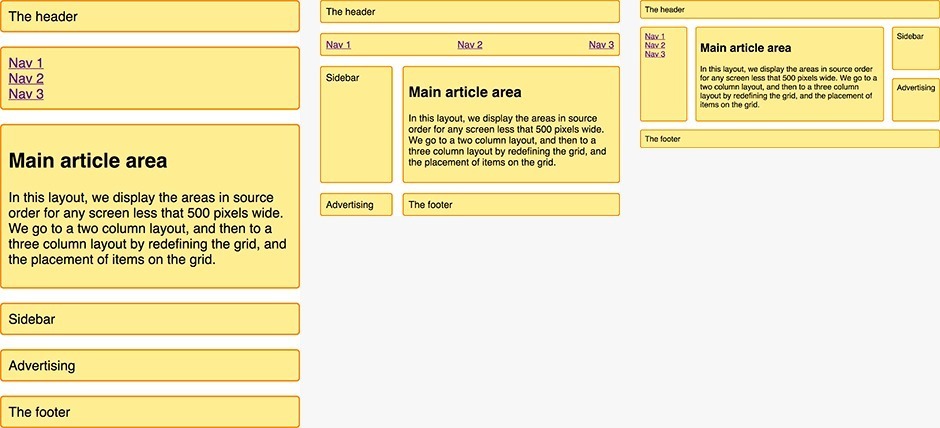 The header
Nav 1
Nav 2
Nav 3
Main article area
In this layout, we display the areas in source
order for any screen less that 500 pixels wide.
We go to a two column layout, and then to a
three column layout by redefining the grid, and
the placement of items on the grid.
Sidebar
Advertising
The footer
The header
Nav 1 Nav 2 Nav 3
Sidebar
Main article area
In this layout, we display the areas in source
order for any screen less that 500 pixels wide.
We go to a two column layout, and then to a
three column layout by redefining the grid, and
the placement of items on the grid.
Advertising
The footer
The header
Nav 1
Nav 2
Nav 3
Main article area
In this layout, we display the areas in source order
for any screen less that 500 pixels wide. We go to a
two column layout, and then to a three column
layout by redefining the grid, and the placement of
items on the grid.
Sidebar
Advertising
The footer